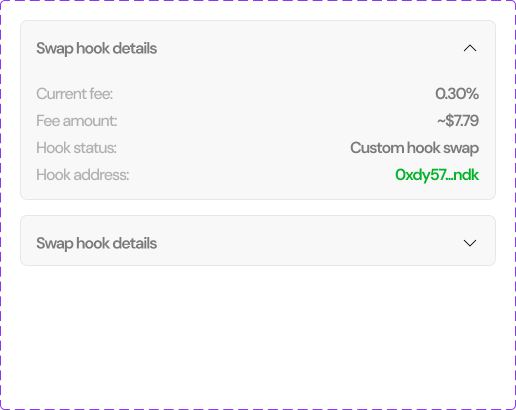 Swap hook details
Current fee: 0.30%
Fee amount: ~$7.79
Hook status: Custom hook swap
Hook address: 0xdy57...ndk
Swap hook details